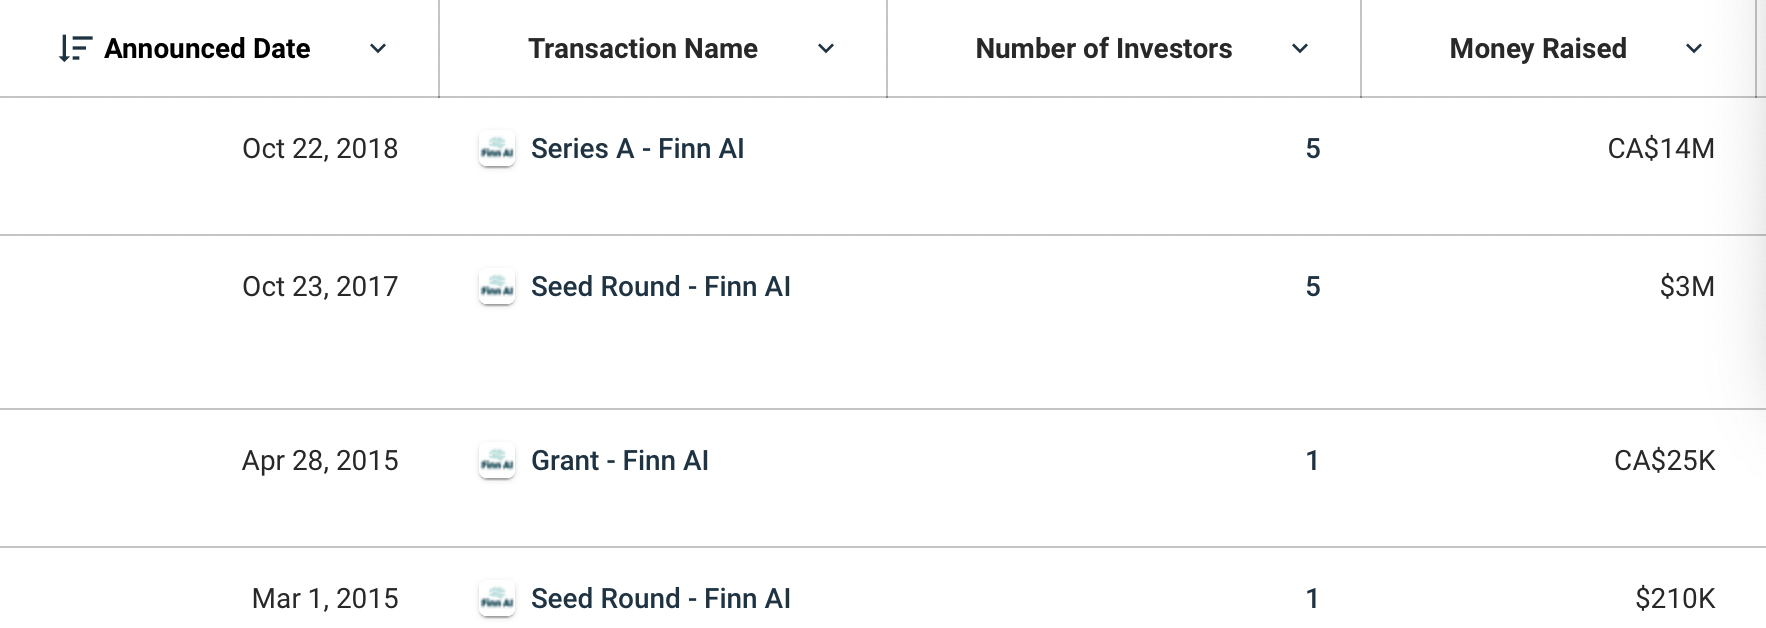 Announced Date Transaction Name Number of Investors Money Raised
Oct 22, 2018 Finn AI Series A - Finn AI 5 CA$14M
Oct 23, 2017 Finn AI Seed Round - Finn AI 5 $3M
Apr 28, 2015 Finn AI Grant - Finn AI 1 CA$25K
Mar 1, 2015 Finn AI Seed Round - Finn AI 1 $210K